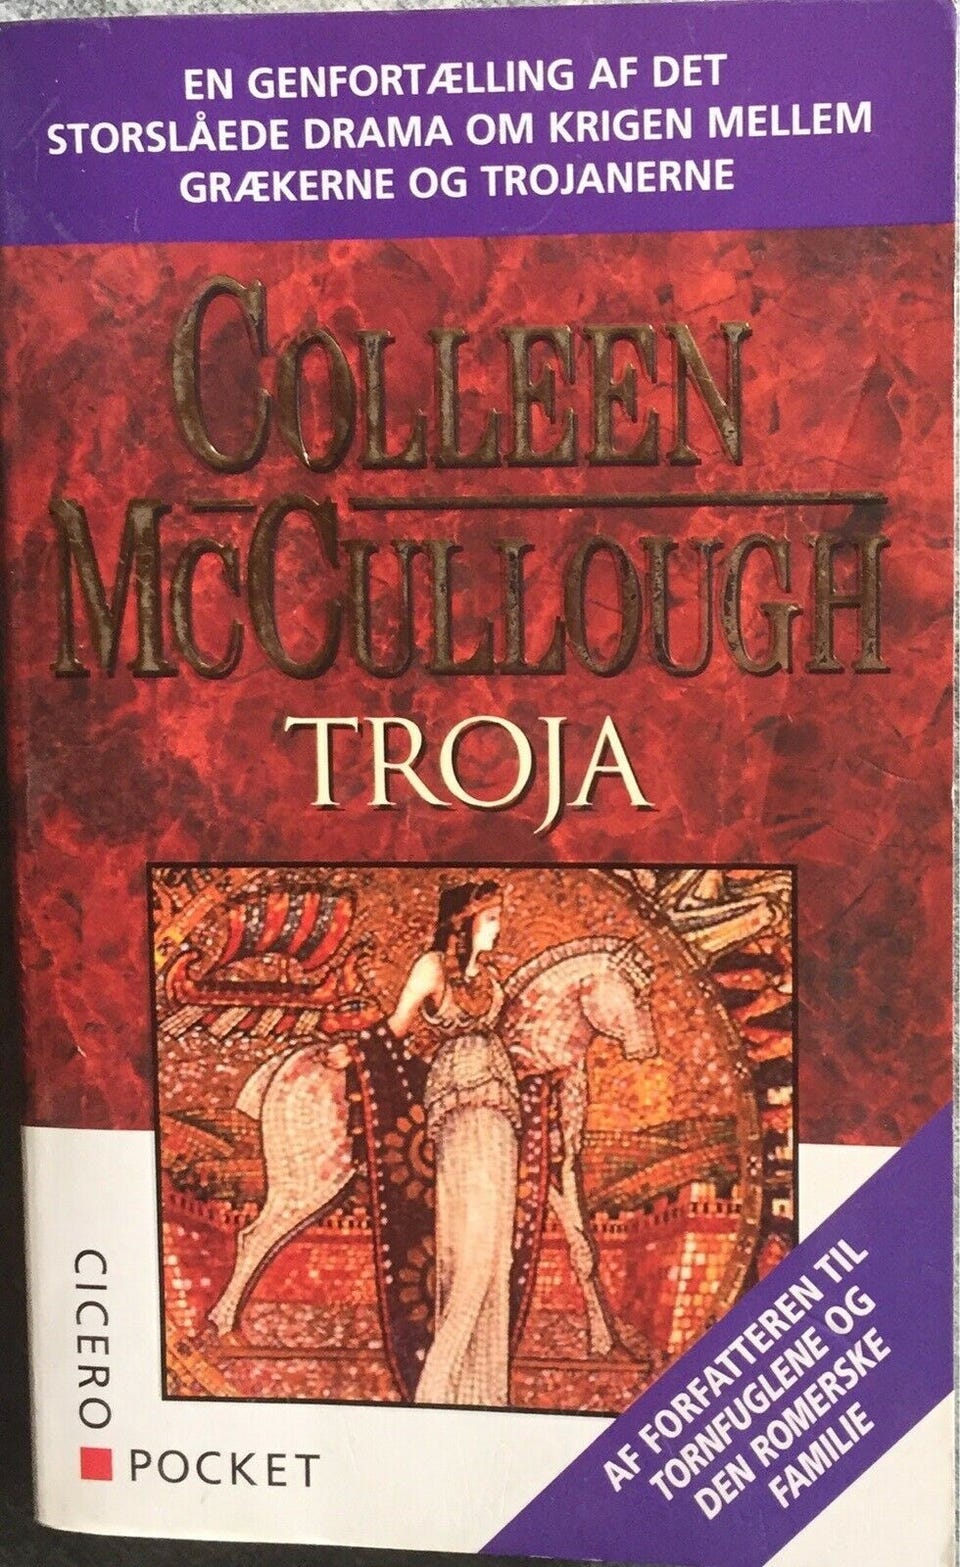 EN GENFORTÆLLING AF DET
STORSLÅEDE DRAMA OM KRIGEN MELLEM
GRÆKERNE OG TROJANERNE
COLLEEN
MCCULLOUGH
TROJA
CICERO
POCKET
AF FORFATTEREN TIL
TORNFUGLENE OG
DEN ROMERSKE
FAMILIE